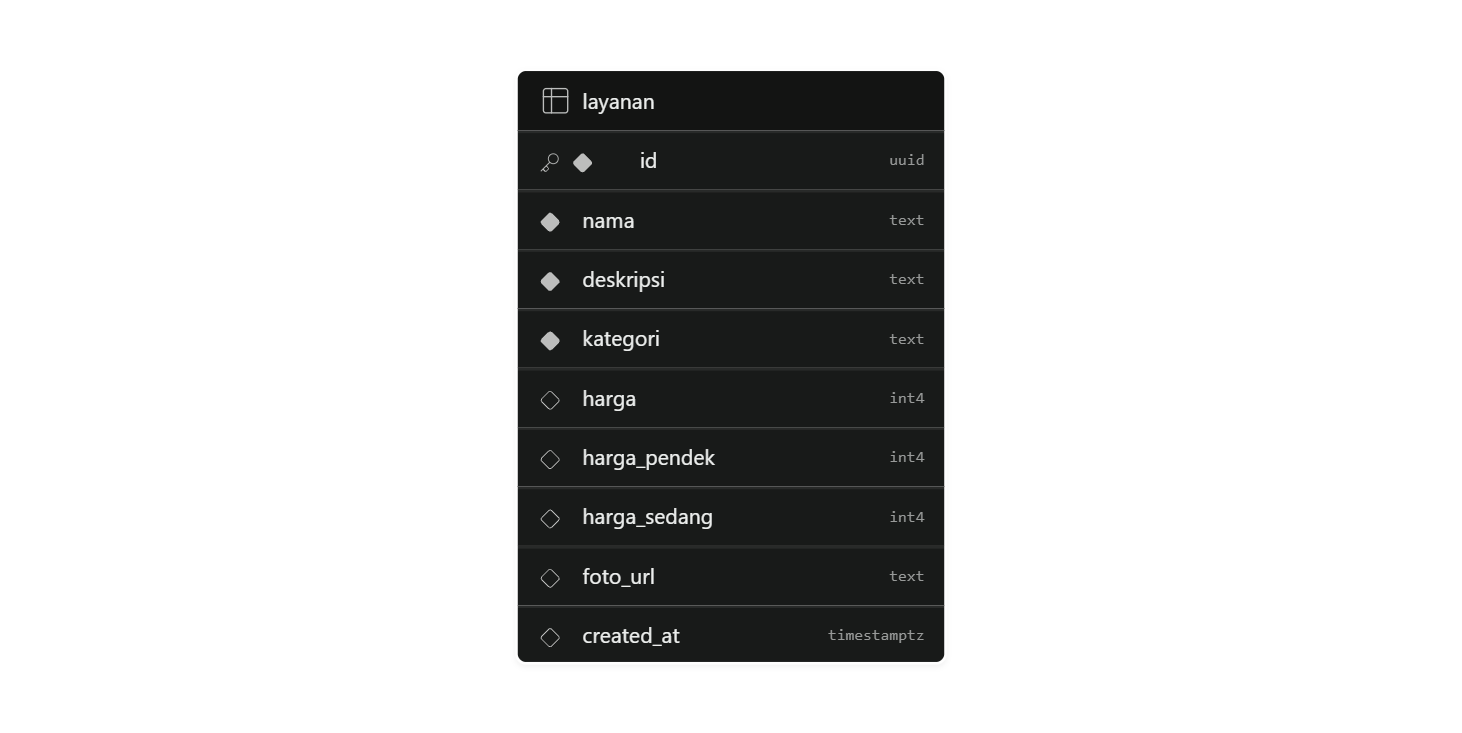 layanan
id uuid
nama text
deskripsi text
kategori text
harga int4
harga_pendek int4
harga_sedang int4
foto_url text
created_at timestamptz